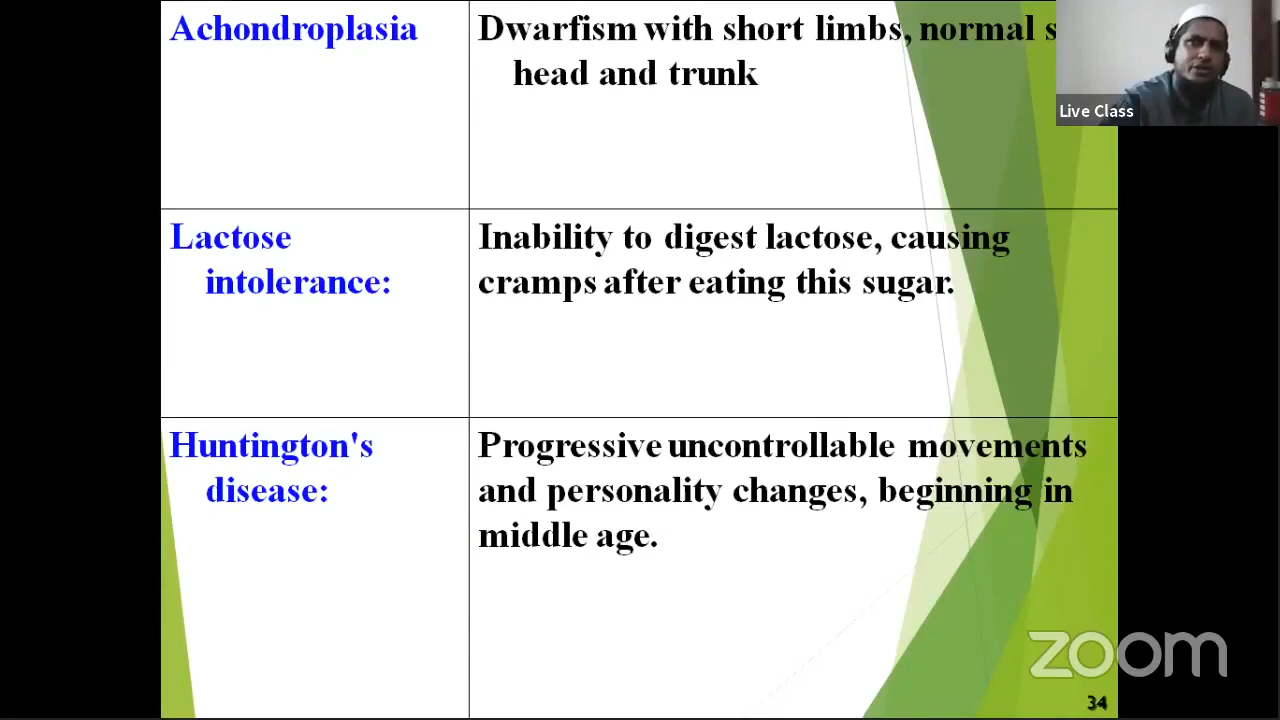 Achondroplasia
Dwarfism with short limbs, normal s
head and trunk
Live Class
Lactose
intolerance:
Inability to digest lactose, causing
cramps after eating this sugar.
Huntington's
disease:
Progressive uncontrollable movements
and personality changes, beginning in
middle age.
zoom
34